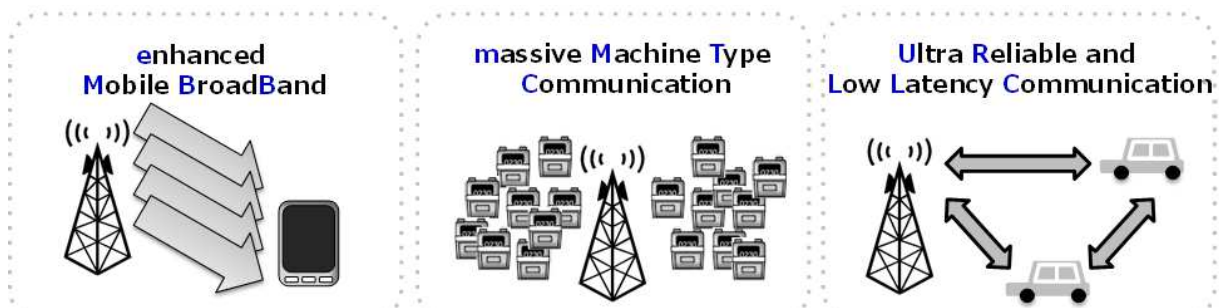 enhanced
Mobile BroadBand
massive Machine Type
Communication
Ultra Reliable and
Low Latency Communication